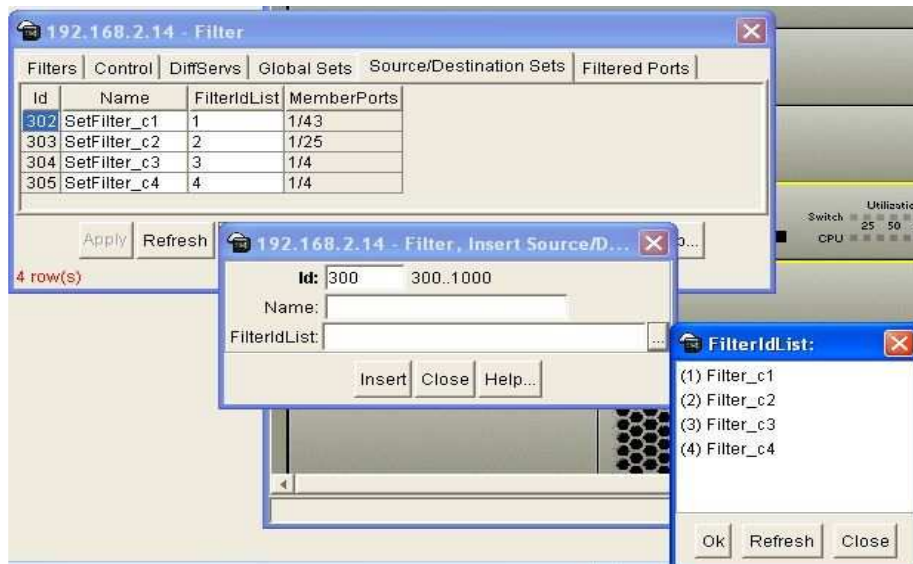 192.168.2.14 - Filter
Filters Control DiffServs Global Sets Source/Destination Sets Filtered Ports
Id Name FilterIdList MemberPorts
302 SetFilter_c1 1 1/43
303 SetFilter_c2 2 1/25
304 SetFilter_c3 3 1/4
305 SetFilter_c4 4 1/4
Apply Refresh
4 row(s)
192.168.2.14 - Filter, Insert Source/D...
Id: 300 300..1000
Name:
FilterIdList: ...
Insert Close Help...
Switch
CPU
25 50
FilterIdList:
(1) Filter_c1
(2) Filter_c2
(3) Filter_c3
(4) Filter_c4
Ok Refresh Close